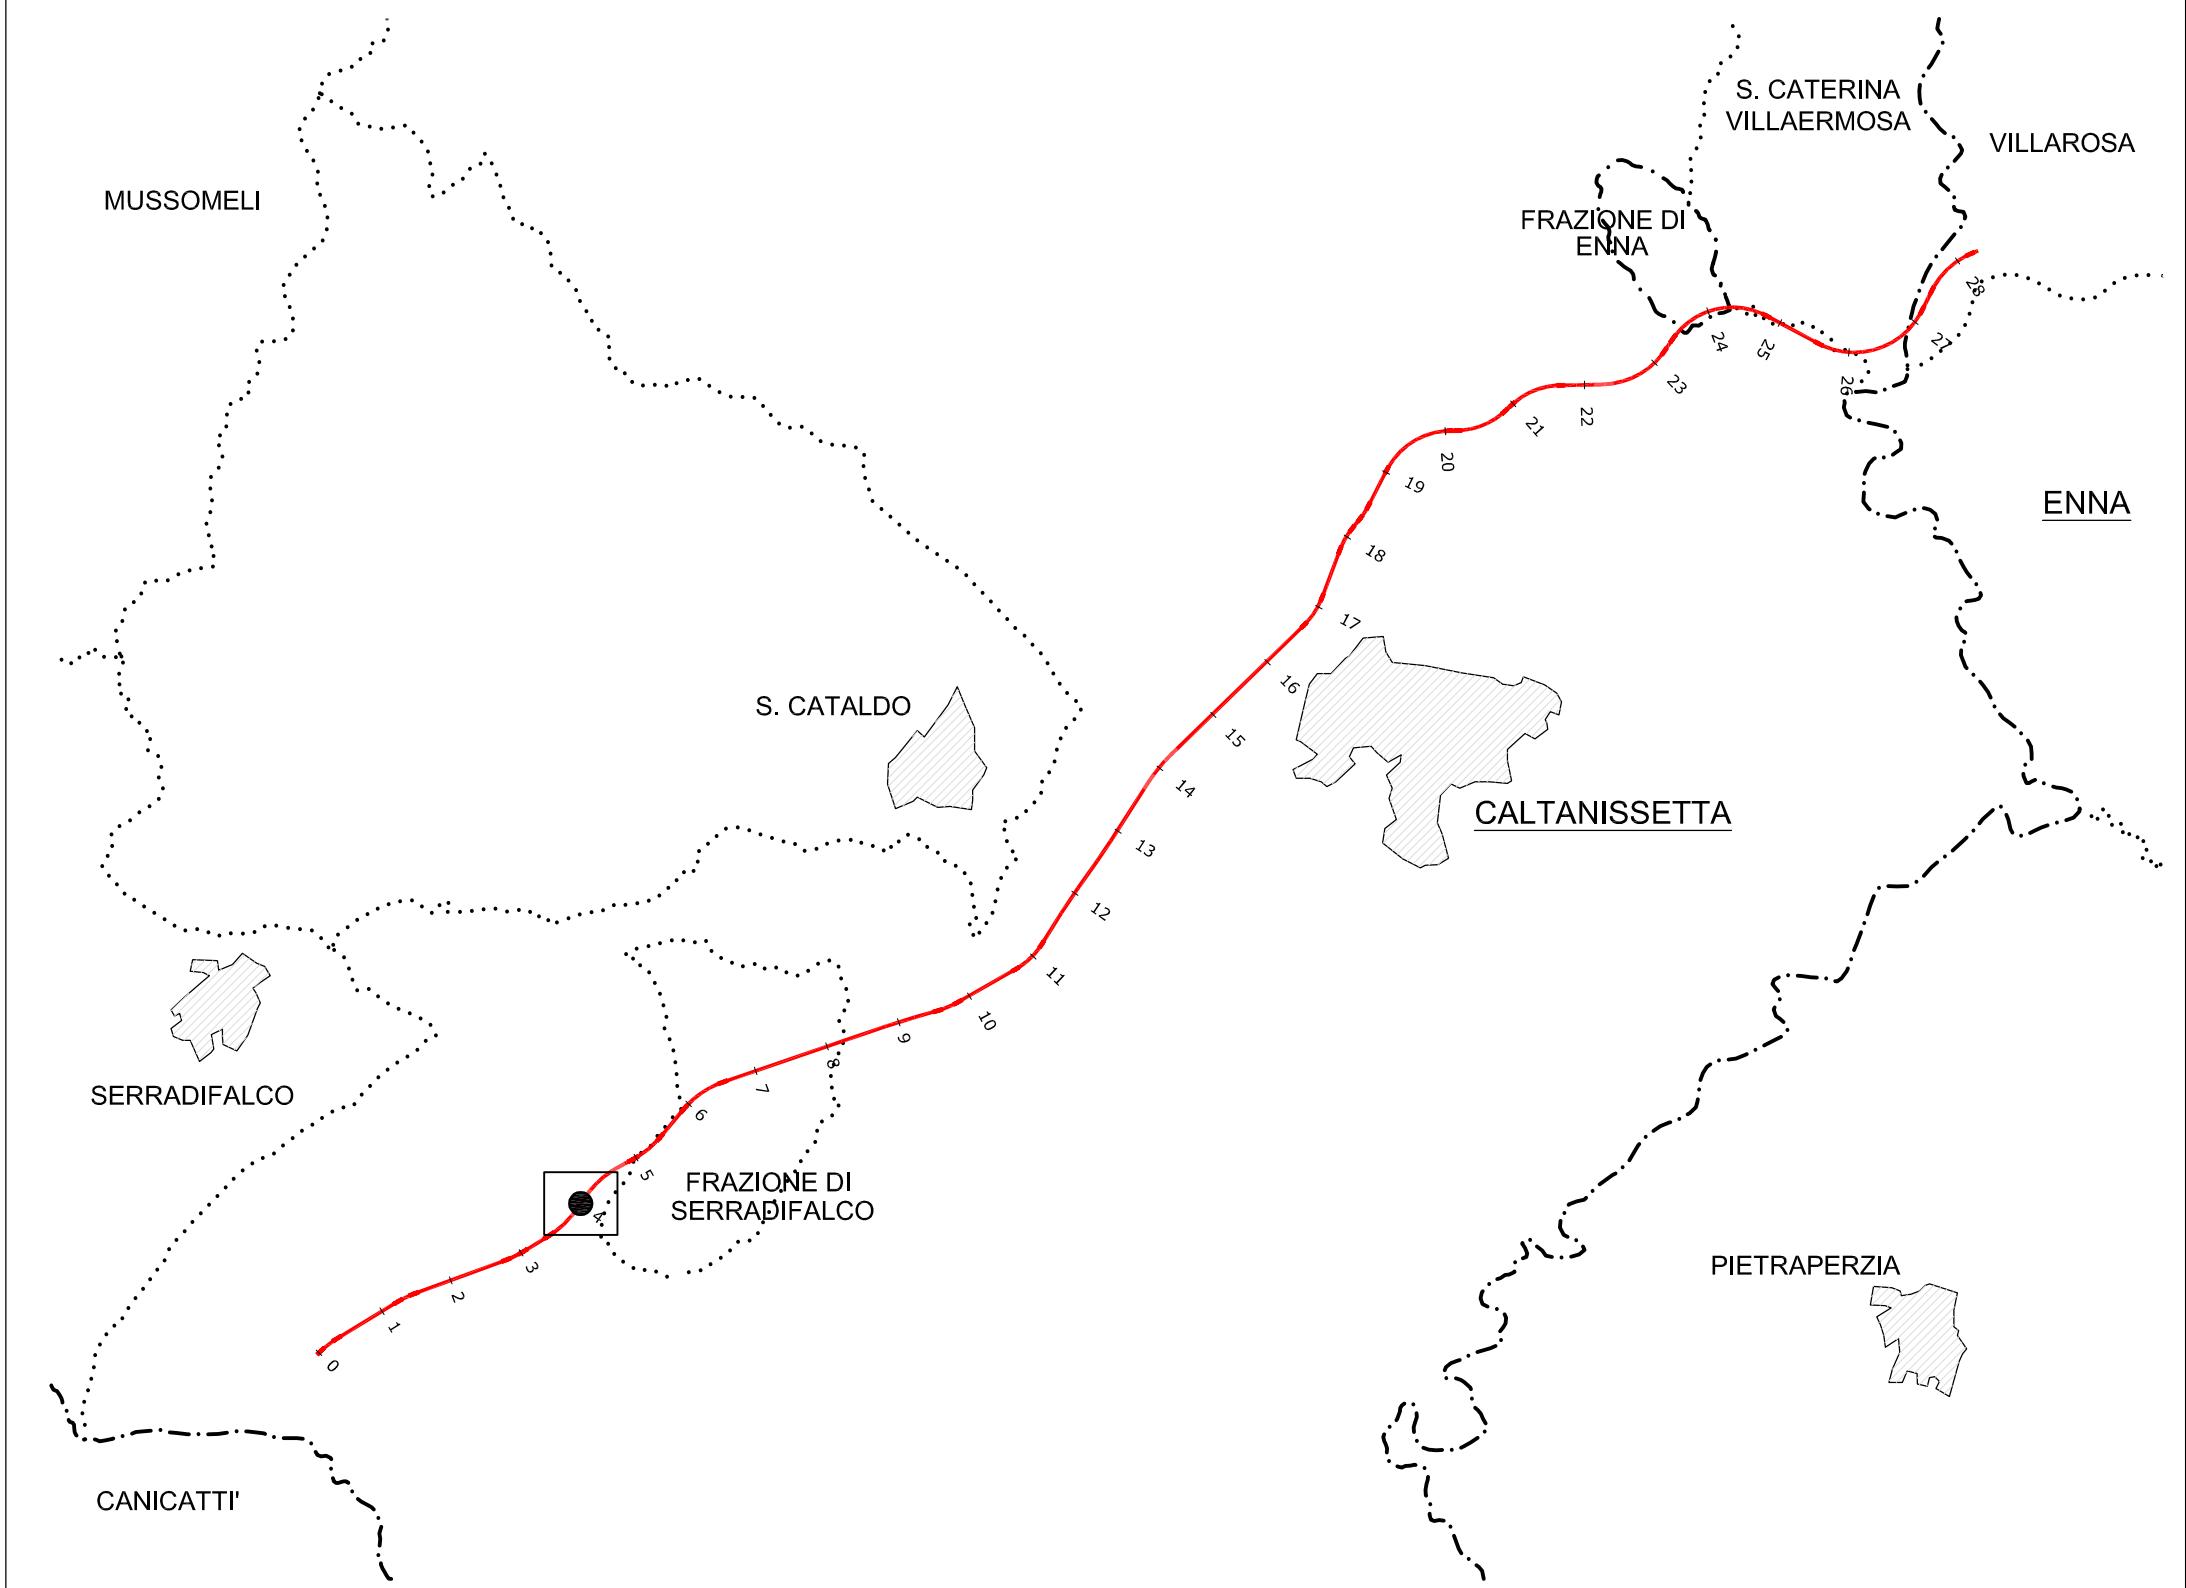 S. CATERINA
VILLAERMOSA
VILLAROSA
MUSSOMELI
FRAZIONE DI
ENNA
28
27
26
25
24
23
22
21
20
19
18
17
16
15
14
13
12
11
10
9
8
7
6
5
4
3
2
1
0
ENNA
S. CATALDO
CALTANISSETTA
SERRADIFALCO
FRAZIONE DI
SERRADIFALCO
PIETRAPERZIA
CANICATTI'